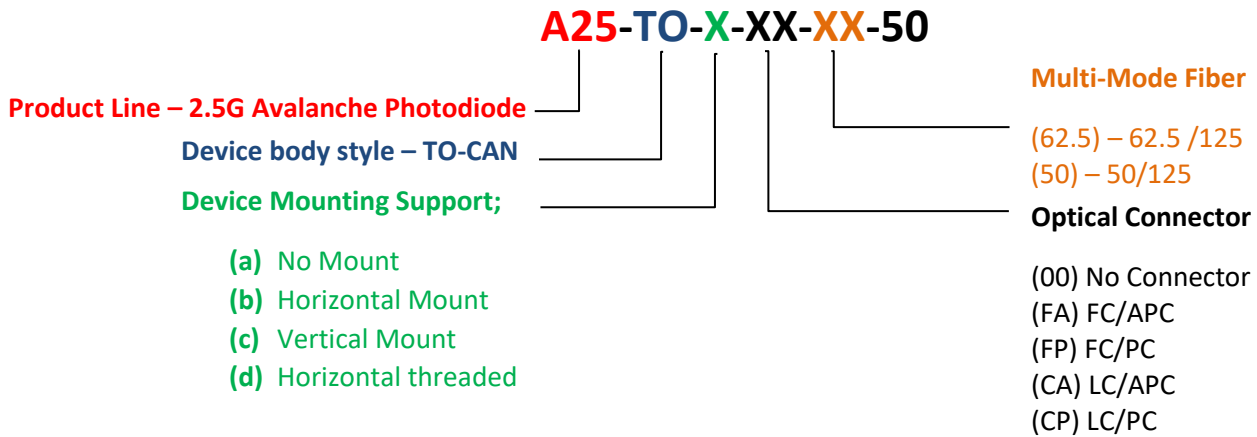 A25-TO-X-XX-XX-50
Product Line – 2.5G Avalanche Photodiode
Device body style – TO-CAN
Device Mounting Support;
(a) No Mount
(b) Horizontal Mount
(c) Vertical Mount
(d) Horizontal threaded
Multi-Mode Fiber
(62.5) – 62.5 /125
(50) – 50/125
Optical Connector
(00) No Connector
(FA) FC/APC
(FP) FC/PC
(CA) LC/APC
(CP) LC/PC